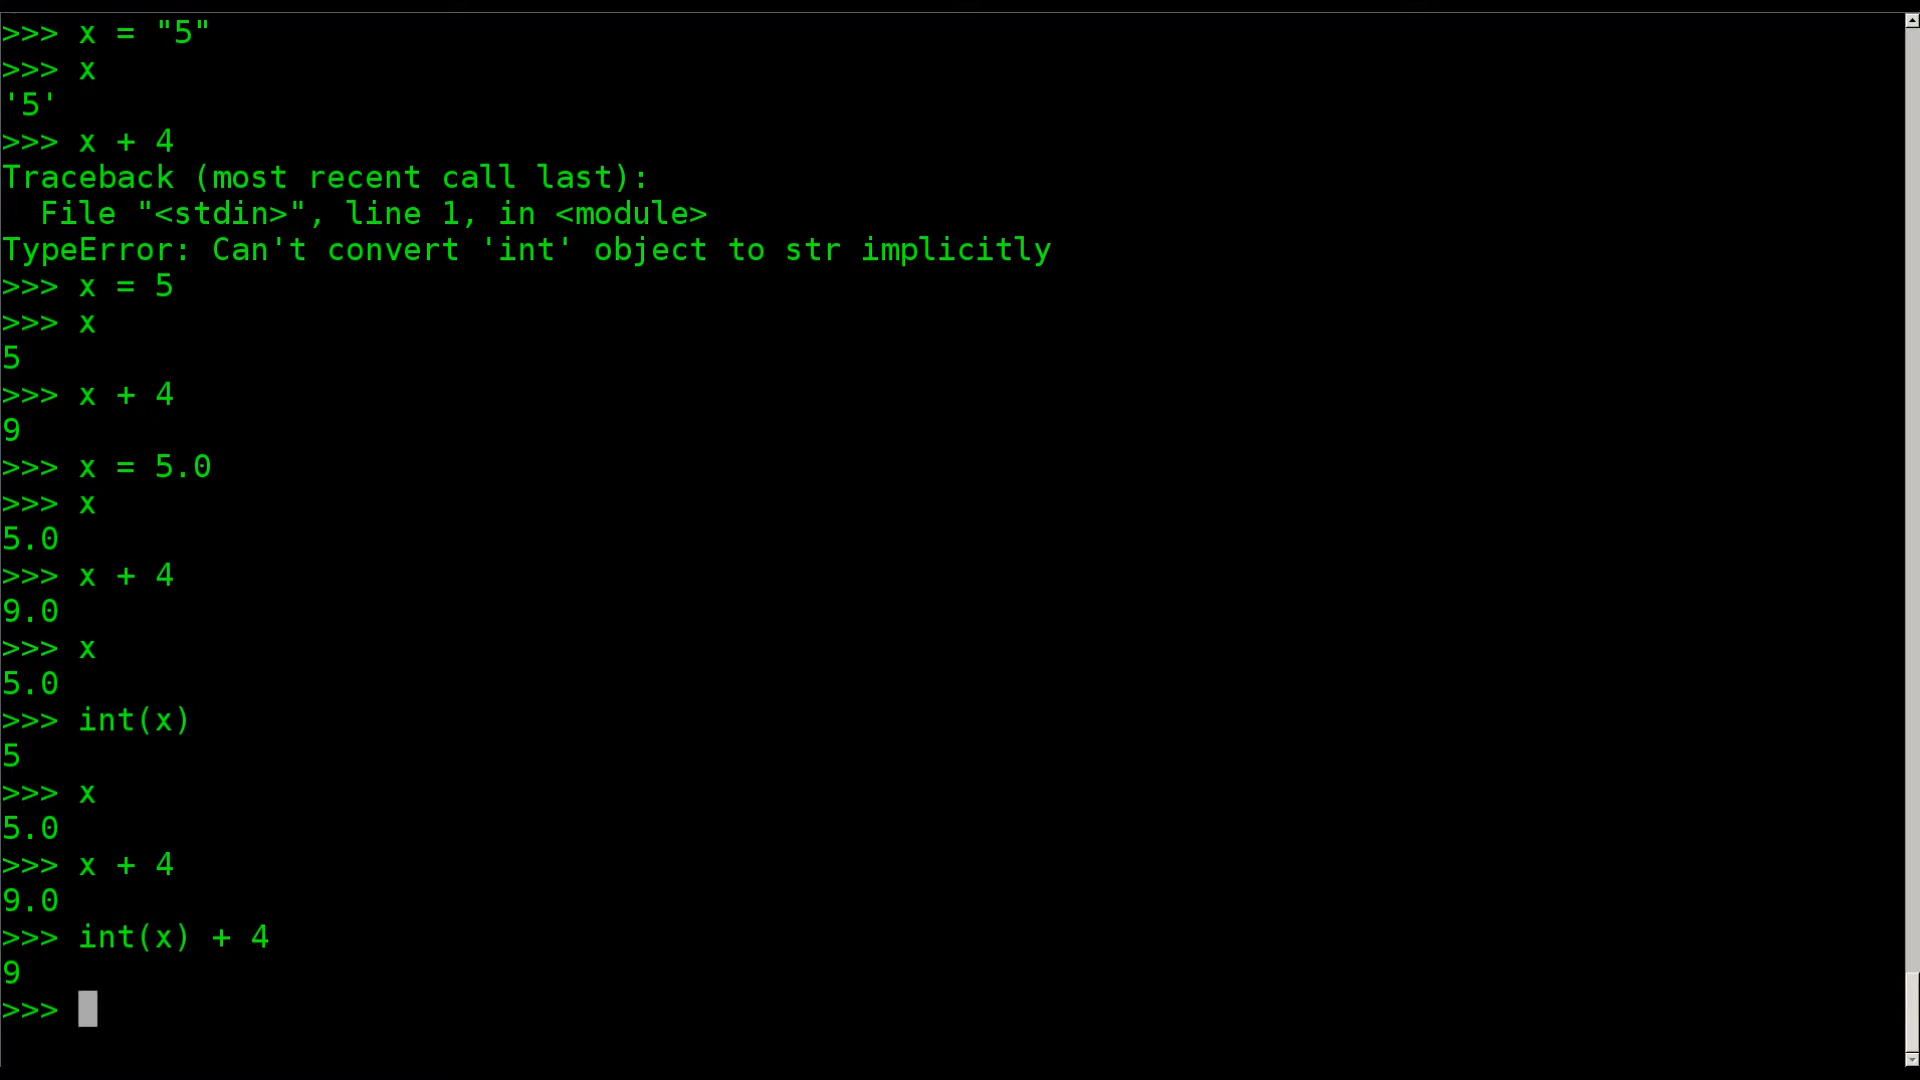 >>> x = "5"
>>> x
'5'
>>> x + 4
Traceback (most recent call last):
  File "<stdin>", line 1, in <module>
TypeError: Can't convert 'int' object to str implicitly
>>> x = 5
>>> x
5
>>> x + 4
9
>>> x = 5.0
>>> x
5.0
>>> x + 4
9.0
>>> x
5.0
>>> int(x)
5
>>> x
5.0
>>> x + 4
9.0
>>> int(x) + 4
9
>>>